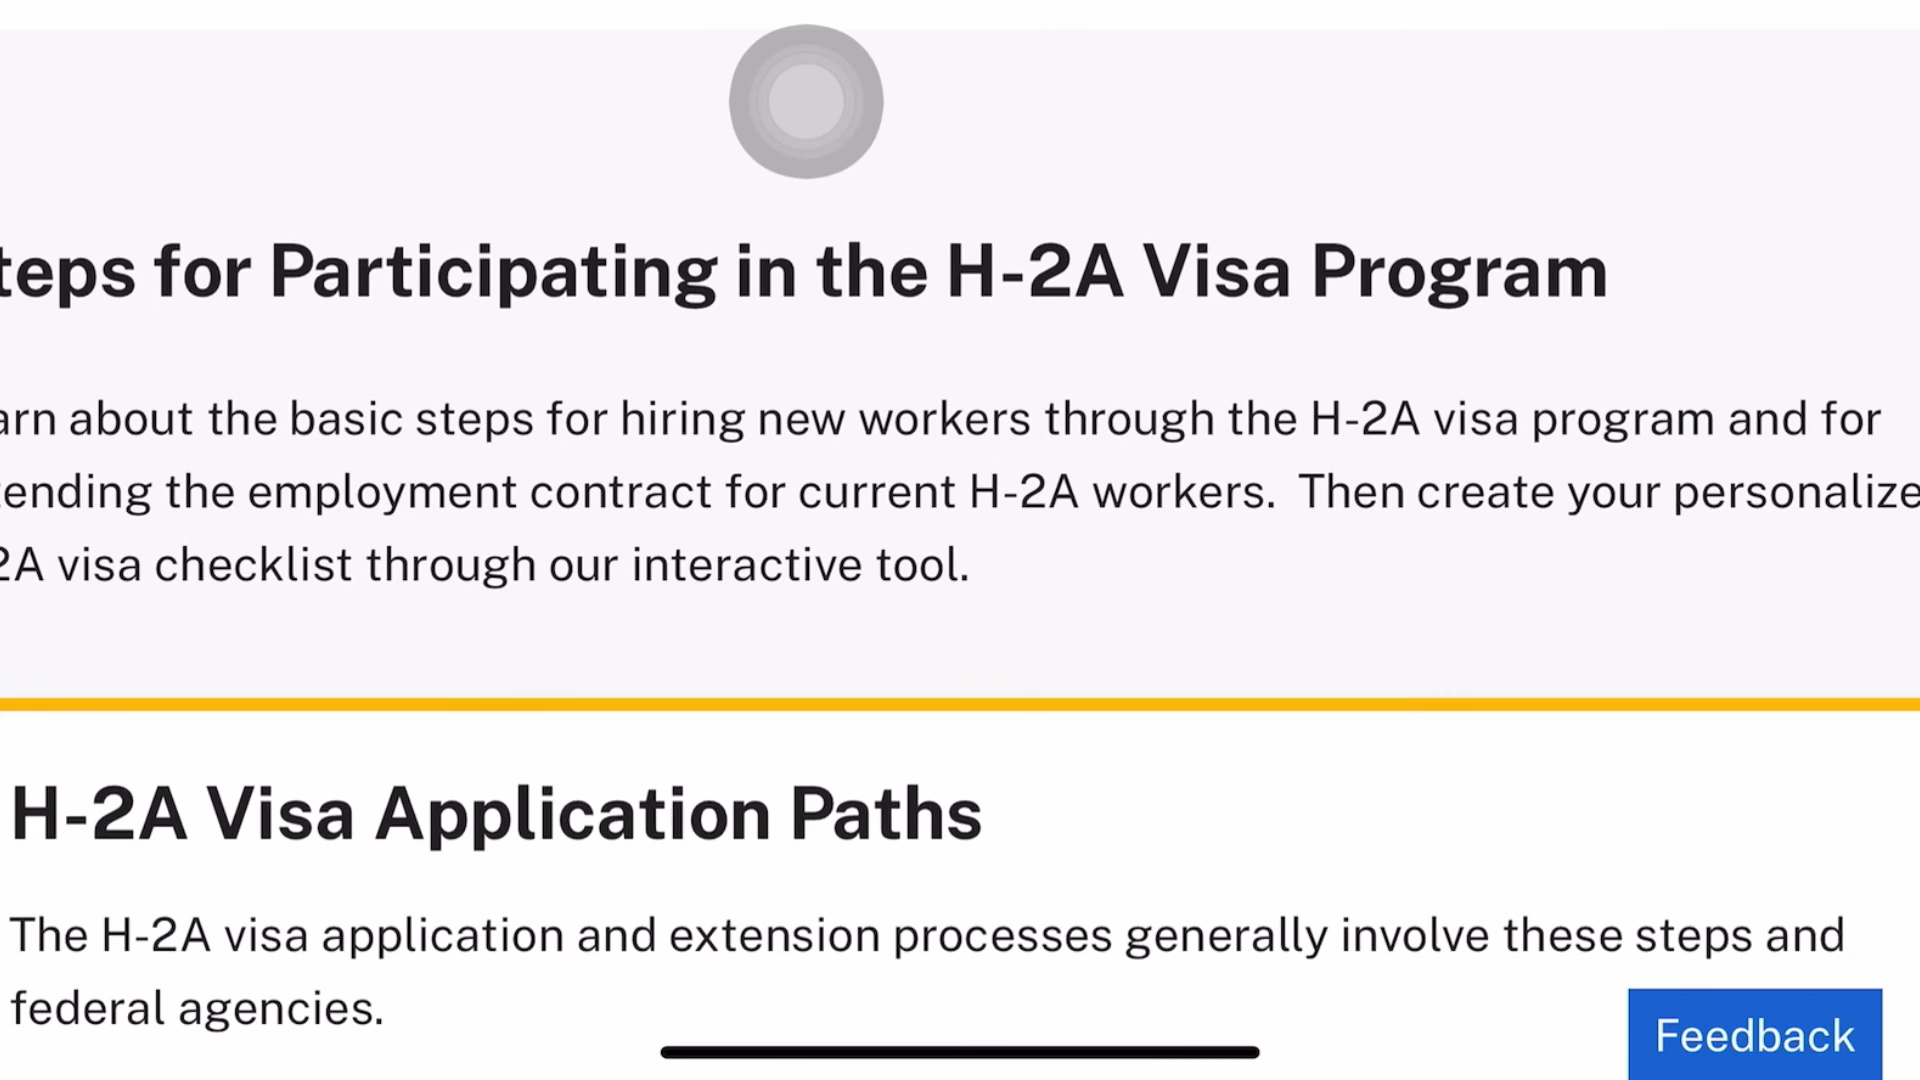 teps for Participating in the H-2A Visa Program
arn about the basic steps for hiring new workers through the H-2A visa program and for
ending the employment contract for current H-2A workers. Then create your personalize
2A visa checklist through our interactive tool.
H-2A Visa Application Paths
The H-2A visa application and extension processes generally involve these steps and
federal agencies.
Feedback